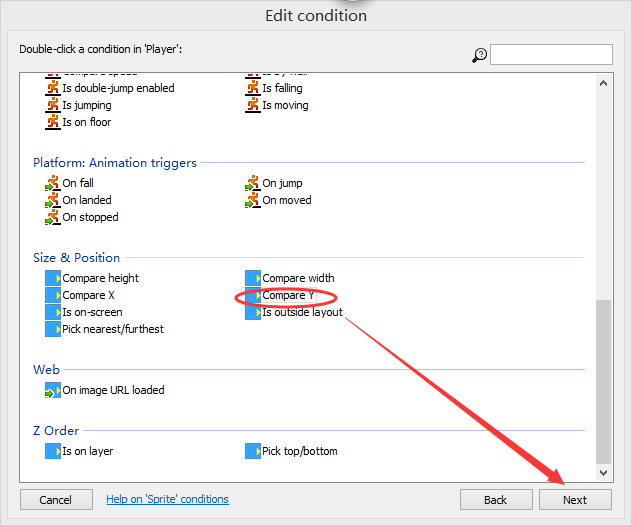 Edit condition
Double-click a condition in 'Player':
Is double-jump enabled
Is falling
Is jumping
Is moving
Is on floor
Platform: Animation triggers
On fall
On jump
On landed
On moved
On stopped
Size & Position
Compare height
Compare width
Compare X
Compare Y
Is on-screen
Is outside layout
Pick nearest/furthest
Web
On image URL loaded
Z Order
Is on layer
Pick top/bottom
Cancel
Help on 'Sprite' conditions
Back
Next